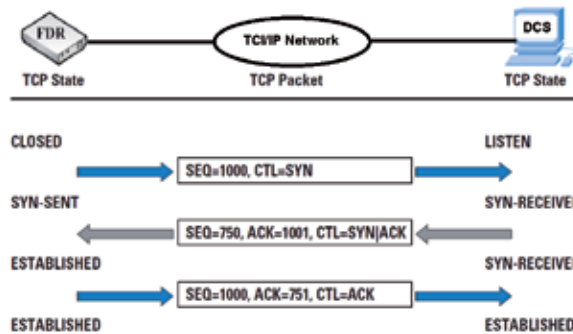 FDR TCI/IP Network DCS
TCP State TCP Packet TCP State
CLOSED LISTEN
SEQ=1000, CTL=SYN
SYN-SENT SYN-RECEIVE
SEQ=750, ACK=1001, CTL=SYN|ACK
ESTABLISHED SYN-RECEIVE
SEQ=1000, ACK=751, CTL=ACK
ESTABLISHED ESTABLISHED